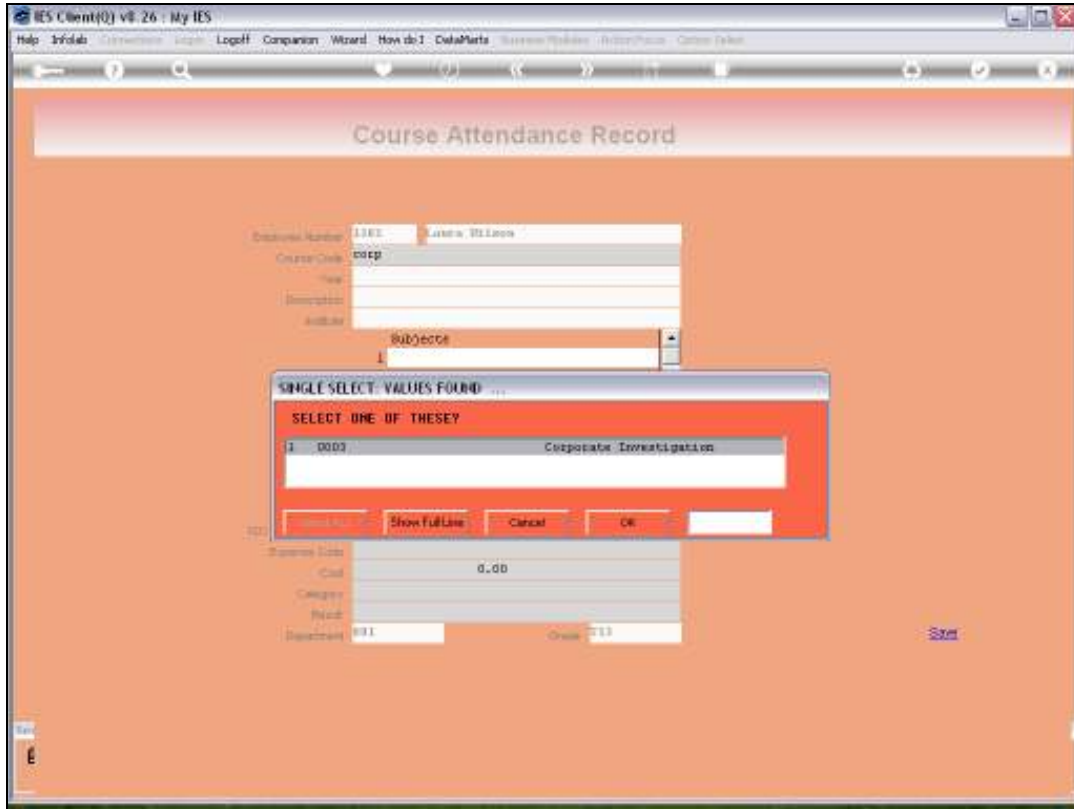 IES Client(Q) v8.26 : My IES
Help Infolab Logoff Companion Wizard How do I DataMarts
Course Attendance Record
Employee Number
Course Code corp
Year
Description
Institute
Subjects
1
SINGLE SELECT: VALUES FOUND ...
SELECT ONE OF THESE?
1 0003 Corporate Investigation
Show Full Line Cancel OK
Expense Code
Cost 0.00
Category
Result
Department Grade
Save